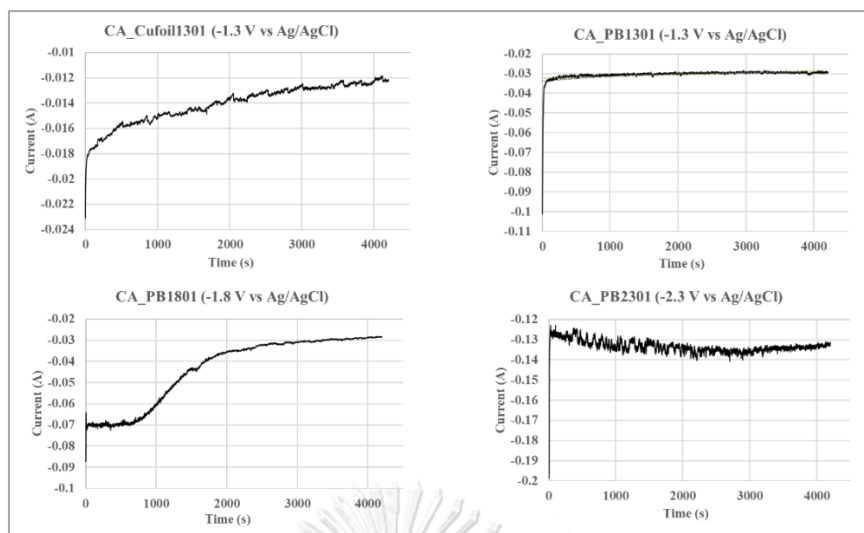 CA_Cufoil1301 (-1.3 V vs Ag/AgCl)
-0.01
-0.012
-0.014
-0.016
-0.018
-0.02
-0.022
-0.024
Current (A)
0 1000 2000 3000 4000
Time (s)
CA_PB1301 (-1.3 V vs Ag/AgCl)
-0.02
-0.03
-0.04
-0.05
-0.06
-0.07
-0.08
-0.09
-0.1
-0.11
Current (A)
0 1000 2000 3000 4000
Time (s)
CA_PB1801 (-1.8 V vs Ag/AgCl)
-0.02
-0.03
-0.04
-0.05
-0.06
-0.07
-0.08
-0.09
-0.1
Current (A)
0 1000 2000 3000 4000
Time (s)
CA_PB2301 (-2.3 V vs Ag/AgCl)
-0.12
-0.13
-0.14
-0.15
-0.16
-0.17
-0.18
-0.19
-0.2
Current (A)
0 1000 2000 3000 4000
Time (s)